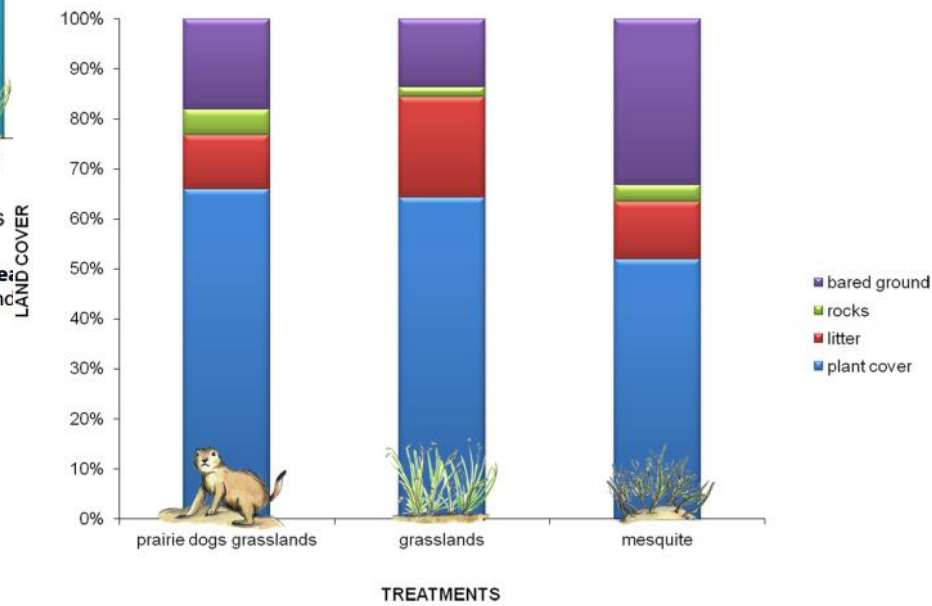 100%
90%
80%
70%
60%
50%
40%
30%
20%
10%
0%
LAND COVER
prairie dogs grasslands
grasslands
mesquite
TREATMENTS
bared ground
rocks
litter
plant cover